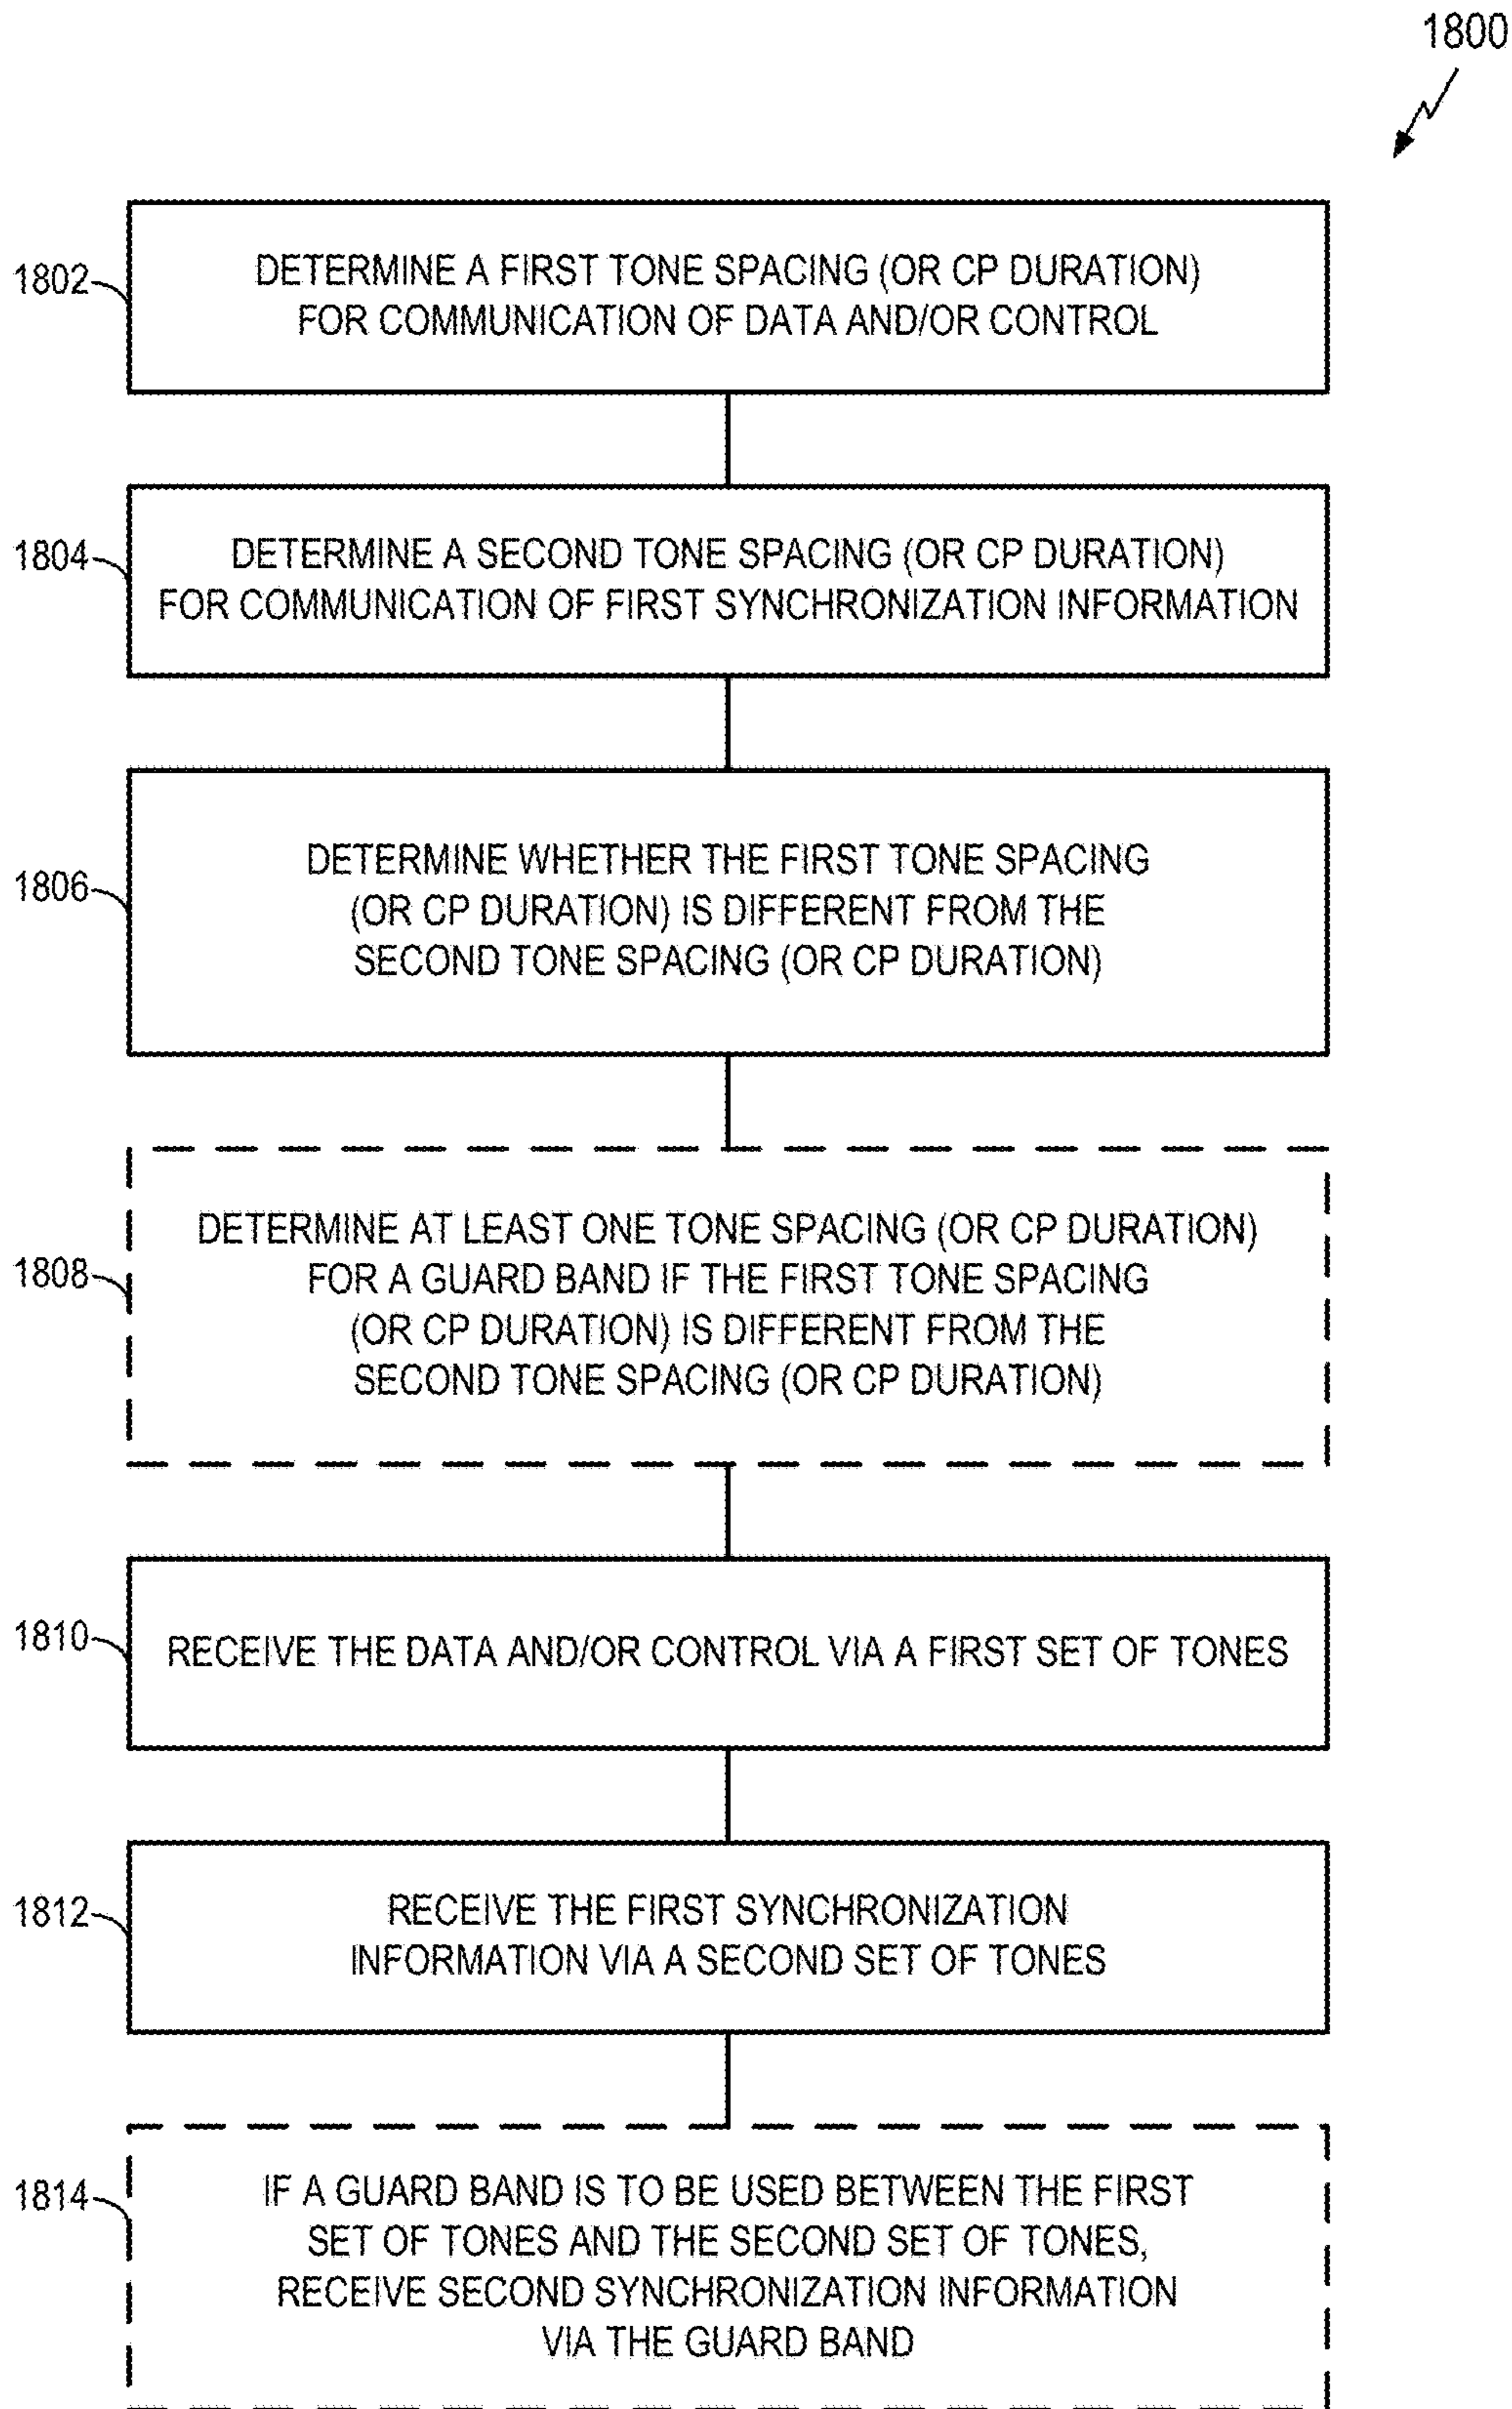 1800
1802
DETERMINE A FIRST TONE SPACING (OR CP DURATION)
FOR COMMUNICATION OF DATA AND/OR CONTROL
1804
DETERMINE A SECOND TONE SPACING (OR CP DURATION)
FOR COMMUNICATION OF FIRST SYNCHRONIZATION INFORMATION
1806
DETERMINE WHETHER THE FIRST TONE SPACING
(OR CP DURATION) IS DIFFERENT FROM THE
SECOND TONE SPACING (OR CP DURATION)
1808
DETERMINE AT LEAST ONE TONE SPACING (OR CP DURATION)
FOR A GUARD BAND IF THE FIRST TONE SPACING
(OR CP DURATION) IS DIFFERENT FROM THE
SECOND TONE SPACING (OR CP DURATION)
1810
RECEIVE THE DATA AND/OR CONTROL VIA A FIRST SET OF TONES
1812
RECEIVE THE FIRST SYNCHRONIZATION
INFORMATION VIA A SECOND SET OF TONES
1814
IF A GUARD BAND IS TO BE USED BETWEEN THE FIRST
SET OF TONES AND THE SECOND SET OF TONES,
RECEIVE SECOND SYNCHRONIZATION INFORMATION
VIA THE GUARD BAND